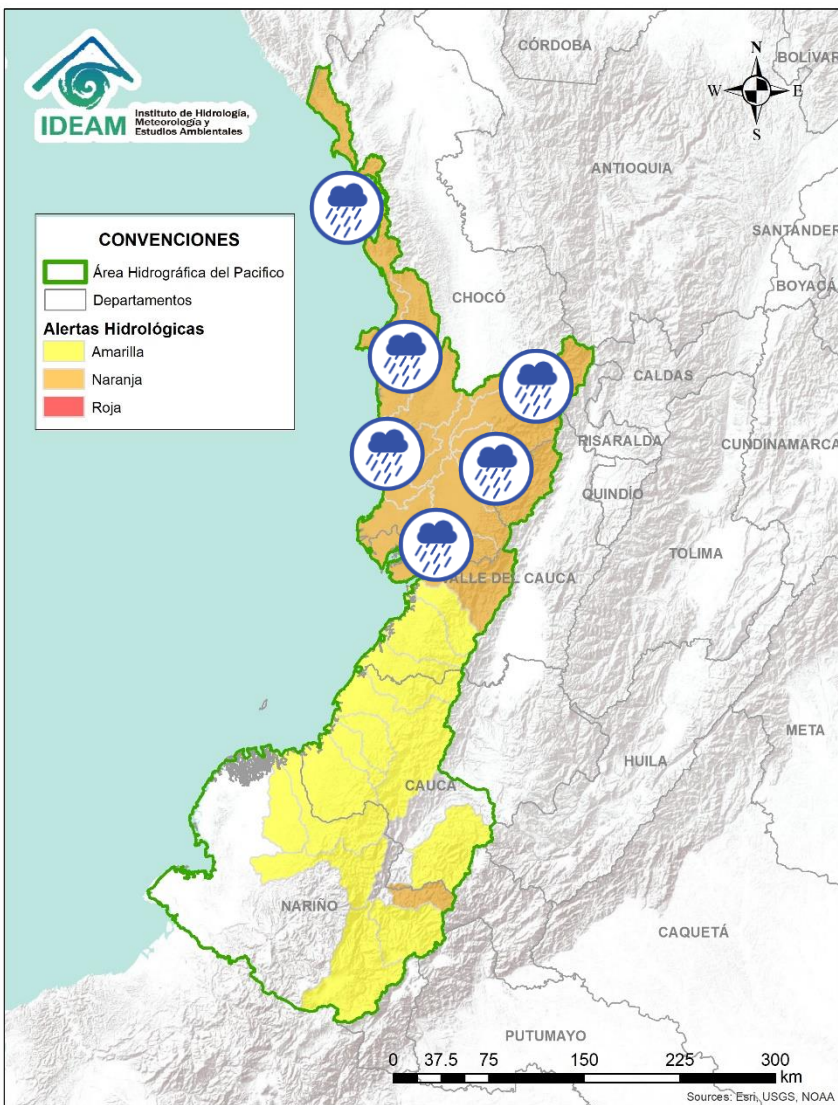 IDEAM
Instituto de Hidrología,
Meteorología y
Estudios Ambientales
N
W
E
S
CONVENCIONES
Área Hidrográfica del Pacifico
Departamentos
Alertas Hidrológicas
Amarilla
Naranja
Roja
CÓRDOBA
BOLÍVAR
ANTIOQUIA
SANTANDER
BOYACÁ
CHOCÓ
CALDAS
RISARALDA
CUNDINAMARCA
QUINDÍO
TOLIMA
ALLE DEL CAUCA
META
HUILA
CAUCA
NARIÑO
CAQUETÁ
PUTUMAYO
0 37.5 75 150 225 300
km
Sources: Esri, USGS, NOAA